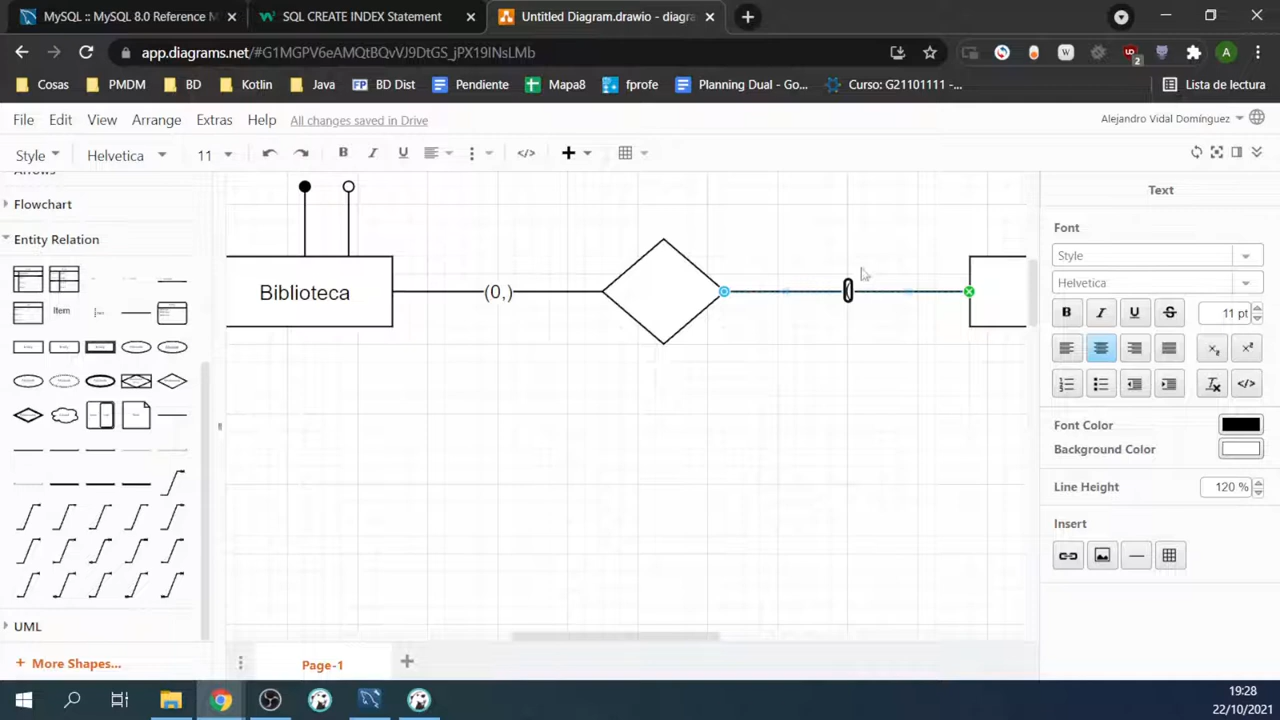 MySQL :: MySQL 8.0 Reference M
SQL CREATE INDEX Statement
Untitled Diagram.drawio - diagra
app.diagrams.net/#G1MGPV6eAMQtBQvVJ9DtGS_jPX19INsLMb
A
2
Cosas
PMDM
BD
Kotlin
Java
FP BD Dist
Pendiente
Mapa8
fprofe
Planning Dual - Go...
Curso: G21101111 -...
Lista de lectura
File Edit View Arrange Extras Help All changes saved in Drive
Alejandro Vidal Domínguez
Style Helvetica 11 B I U </>
Flowchart
Entity Relation
Item
UML
+ More Shapes...
Biblioteca
(0,)
(
Page-1
Text
Font
Style
Helvetica
B I U S 11 pt
Font Color
Background Color
Line Height 120 %
Insert
19:28
22/10/2021